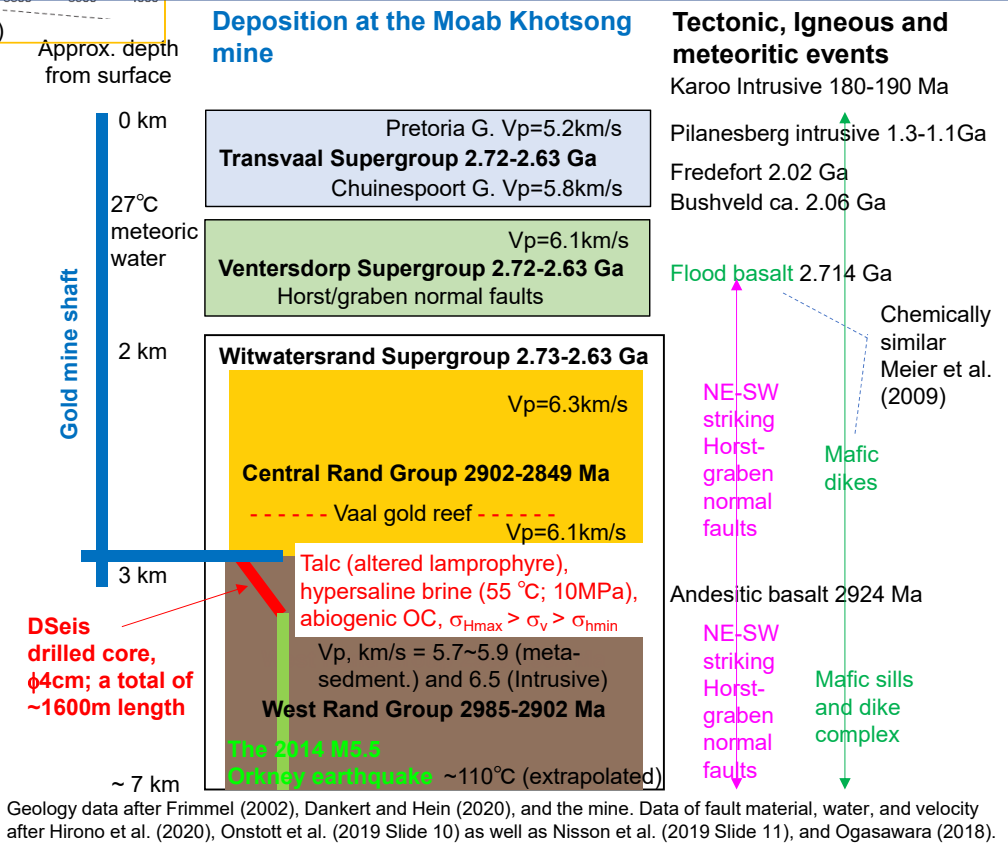 Approx. depth
from surface
Deposition at the Moab Khotsong
mine
Tectonic, Igneous and
meteoritic events
Karoo Intrusive 180-190 Ma
0 km
Pretoria G. Vp=5.2km/s
Transvaal Supergroup 2.72-2.63 Ga
Chuinespoort G. Vp=5.8km/s
Pilanesberg intrusive 1.3-1.1Ga
Fredefort 2.02 Ga
Bushveld ca. 2.06 Ga
27℃
meteoric
water
Vp=6.1km/s
Ventersdorp Supergroup 2.72-2.63 Ga
Horst/graben normal faults
Flood basalt 2.714 Ga
Chemically
similar
Meier et al.
(2009)
Gold mine shaft
2 km
Witwatersrand Supergroup 2.73-2.63 Ga
Vp=6.3km/s
Central Rand Group 2902-2849 Ma
- - - - - - Vaal gold reef - - - - - -
Vp=6.1km/s
NE-SW
striking
Horst-
graben
normal
faults
Mafic
dikes
3 km
Talc (altered lamprophyre),
hypersaline brine (55 ℃; 10MPa),
abiogenic OC, σHmax > σv > σhmin
Andesitic basalt 2924 Ma
DSeis
drilled core,
ϕ4cm; a total of
~1600m length
Vp, km/s = 5.7~5.9 (meta-
sediment.) and 6.5 (Intrusive)
West Rand Group 2985-2902 Ma
NE-SW
striking
Horst-
graben
normal
faults
Mafic sills
and dike
complex
The 2014 M5.5
Orkney earthquake ~110℃ (extrapolated)
~ 7 km
Geology data after Frimmel (2002), Dankert and Hein (2020), and the mine. Data of fault material, water, and velocity
after Hirono et al. (2020), Onstott et al. (2019 Slide 10) as well as Nisson et al. (2019 Slide 11), and Ogasawara (2018).